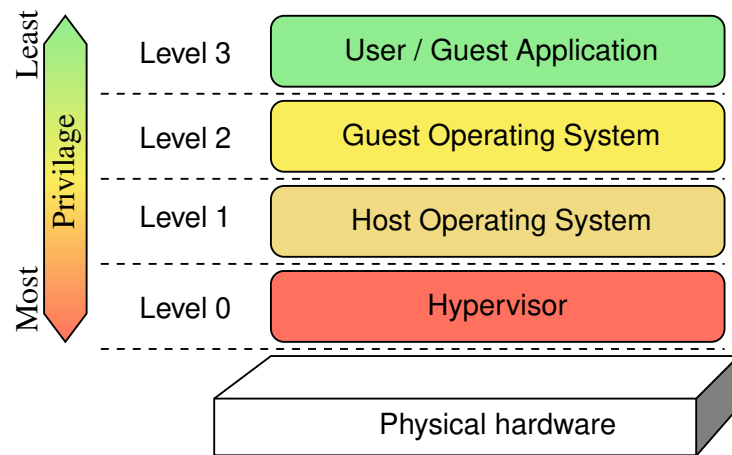 Least
Privilage
Most
Level 3
User / Guest Application
Level 2
Guest Operating System
Level 1
Host Operating System
Level 0
Hypervisor
Physical hardware